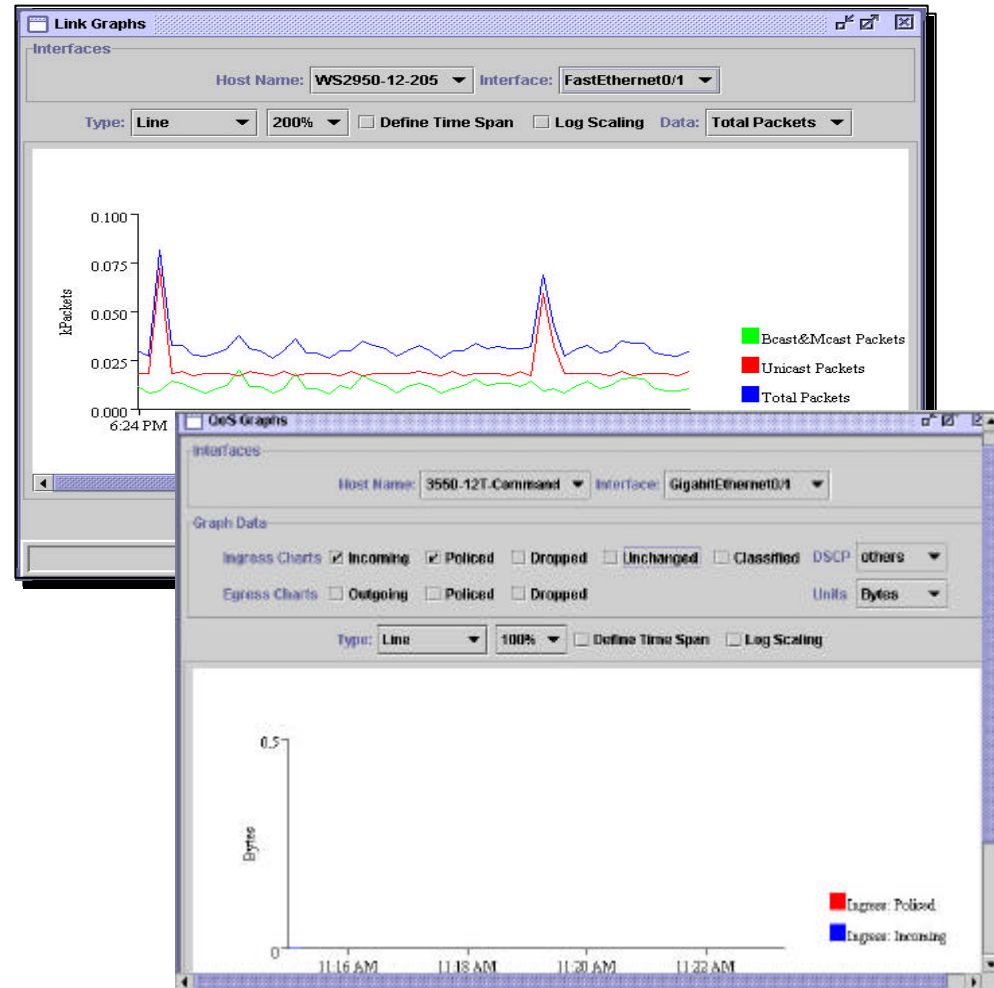 Link Graphs
Interfaces
Host Name: WS2950-12-205 Interface: FastEthernet0/1
Type: Line 200% Define Time Span Log Scaling Data: Total Packets
0.100
0.075
0.050
0.025
0.000
kPackets
6:24 PM
Bcast&Mcast Packets
Unicast Packets
Total Packets
QoS Graphs
Interfaces
Host Name: 3550-12T-Command Interface: GigabitEthernet0/1
Graph Data
Ingress Charts Incoming Policed Dropped Unchanged Classified DSCP others
Egress Charts Outgoing Policed Dropped Units Bytes
Type: Line 100% Define Time Span Log Scaling
0.5
Bytes
0
11:16 AM 11:18 AM 11:20 AM 11:22 AM
Ingress: Policed
Ingress: Incoming